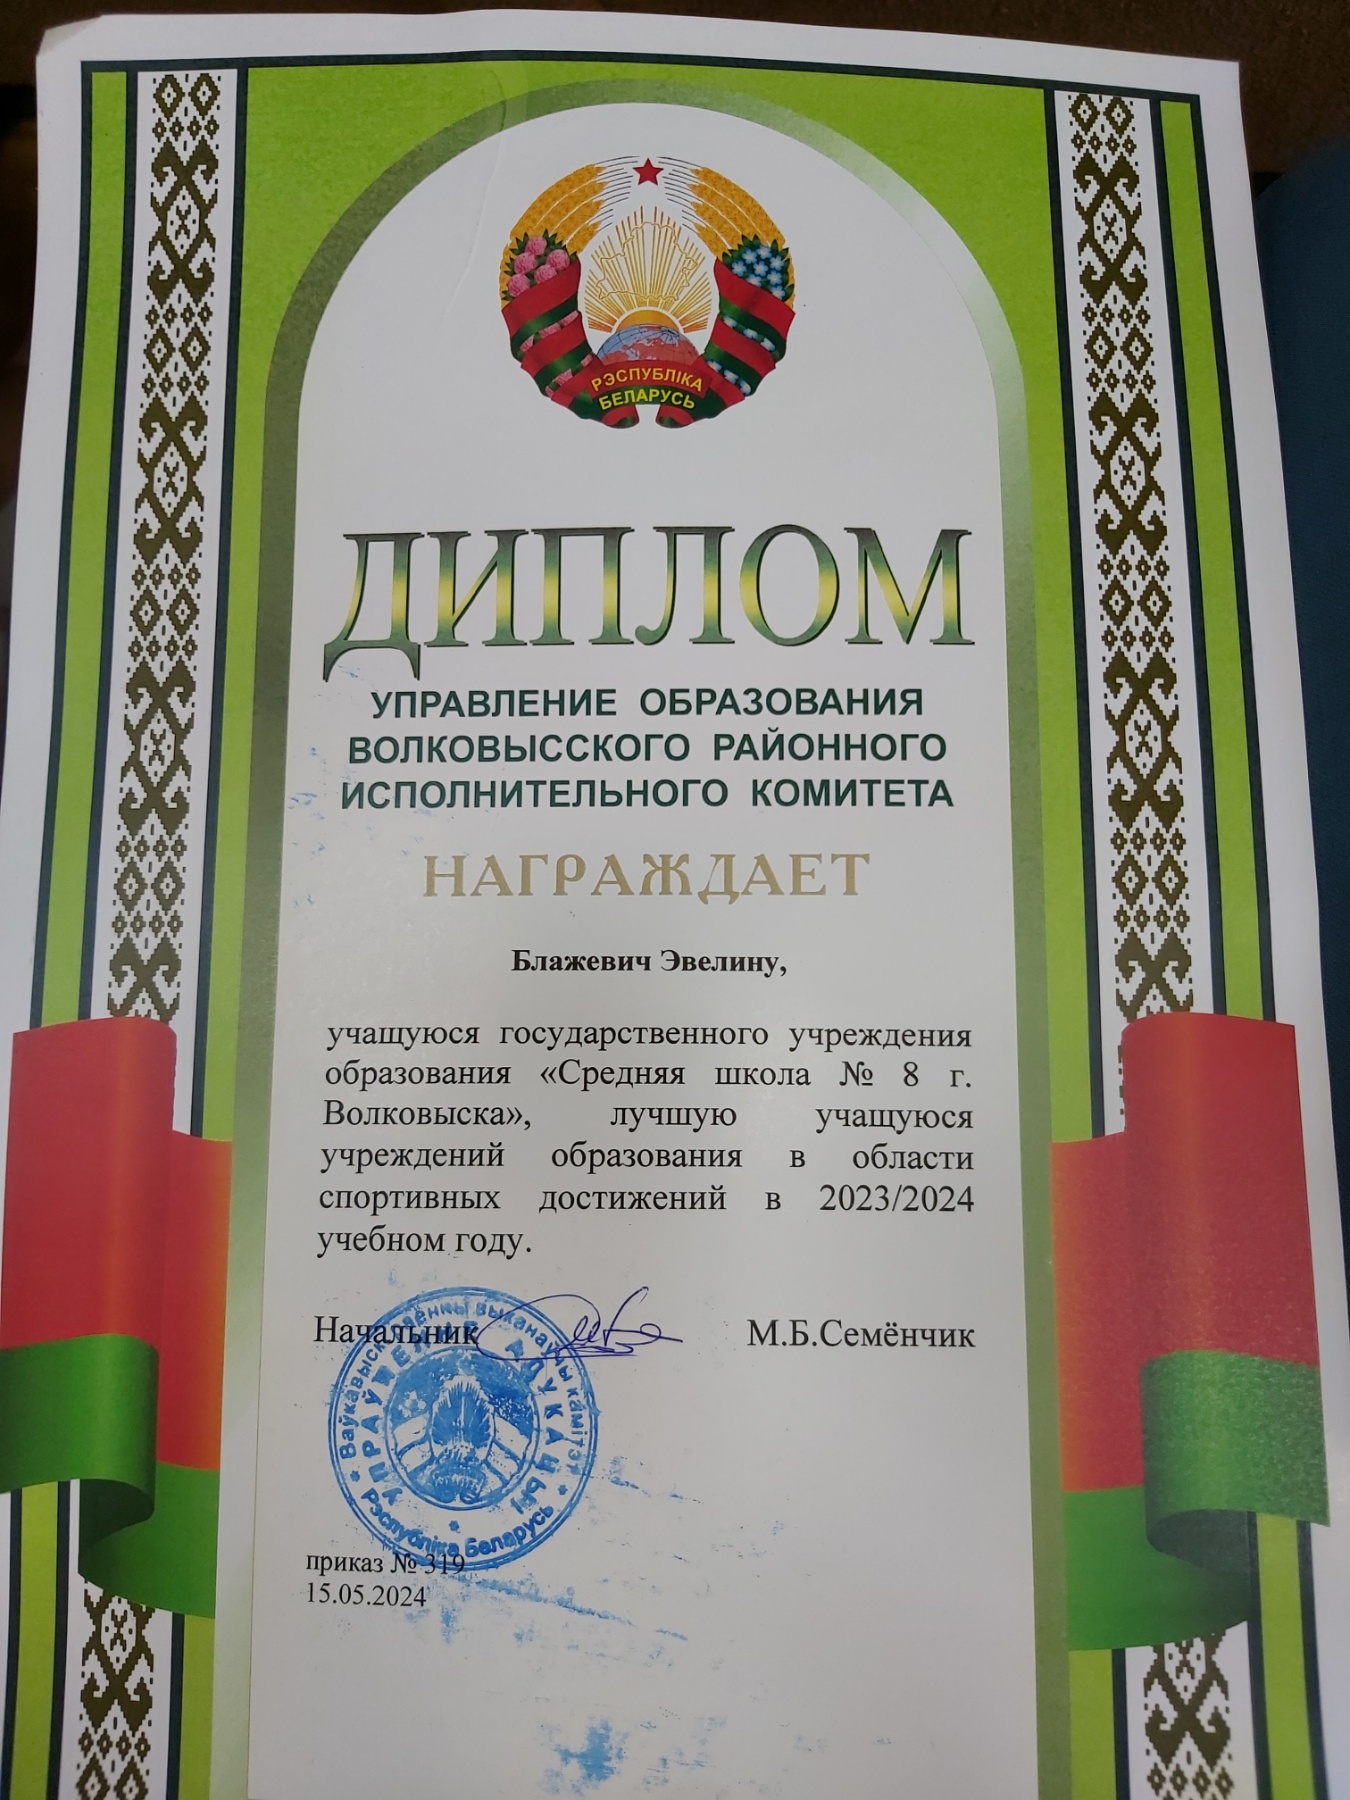 РЭСПУБЛІКА
БЕЛАРУСЬ
ДИПЛОМ
УПРАВЛЕНИЕ ОБРАЗОВАНИЯ
ВОЛКОВЫССКОГО РАЙОННОГО
ИСПОЛНИТЕЛЬНОГО КОМИТЕТА
НАГРАЖДАЕТ
Блажевич Эвелину,
учащуюся государственного учреждения
образования «Средняя школа № 8 г.
Волковыска», лучшую учащуюся
учреждений образования в области
спортивных достижений в 2023/2024
учебном году.
Начальник М.Б.Семёнчик
Ваўкавыскі раённы выканаўчы камітэт
УПРАЎЛЕННЕ АДУКАЦЫІ
Рэспубліка Беларусь
приказ № 319
15.05.2024